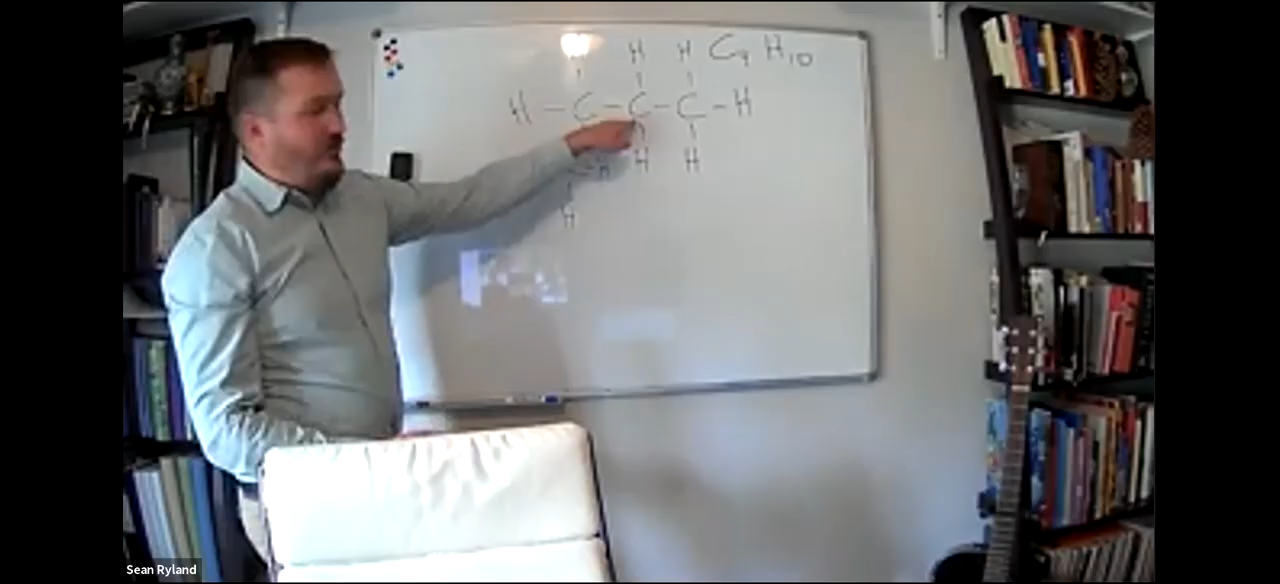 H H C4 H10
H - C - C - C - H
H H H
H
Sean Ryland